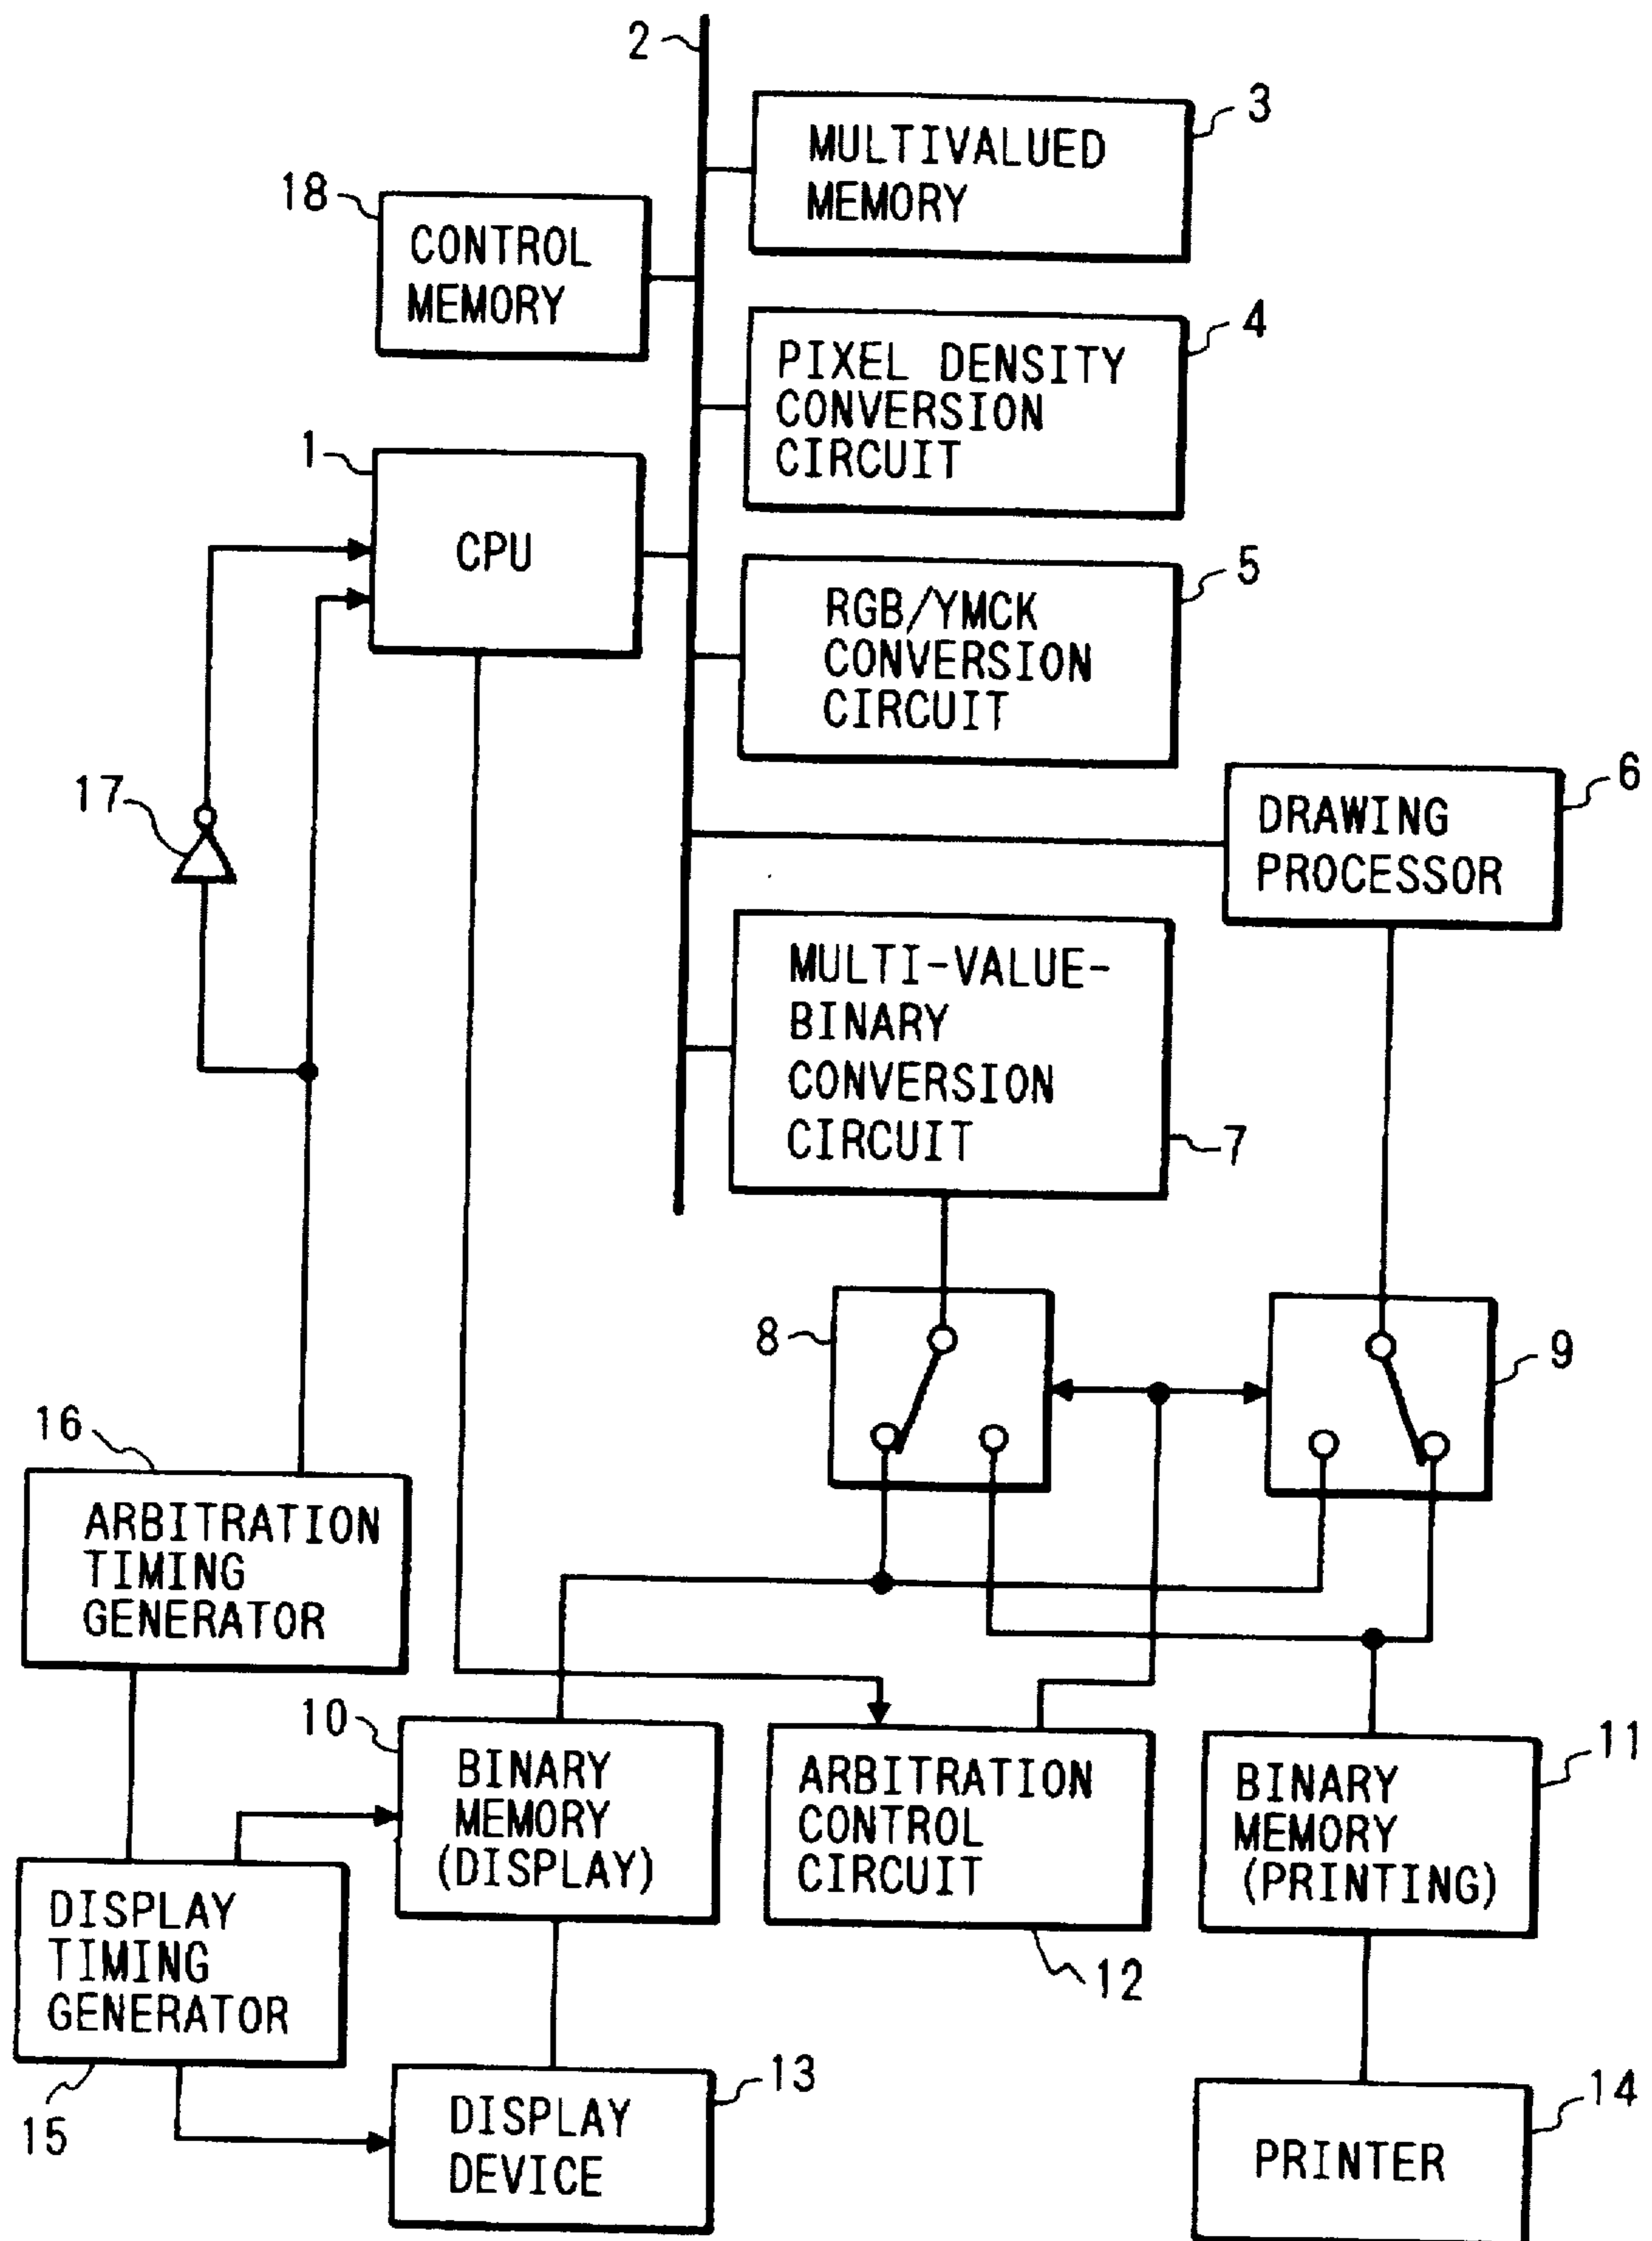 2
3
MULTIVALUED
MEMORY
18
CONTROL
MEMORY
4
PIXEL DENSITY
CONVERSION
CIRCUIT
1
CPU
5
RGB/YMCK
CONVERSION
CIRCUIT
17
6
DRAWING
PROCESSOR
MULTI-VALUE-
BINARY
CONVERSION
CIRCUIT
7
8
9
16
ARBITRATION
TIMING
GENERATOR
10
BINARY
MEMORY
(DISPLAY)
ARBITRATION
CONTROL
CIRCUIT
12
11
BINARY
MEMORY
(PRINTING)
DISPLAY
TIMING
GENERATOR
15
13
DISPLAY
DEVICE
14
PRINTER